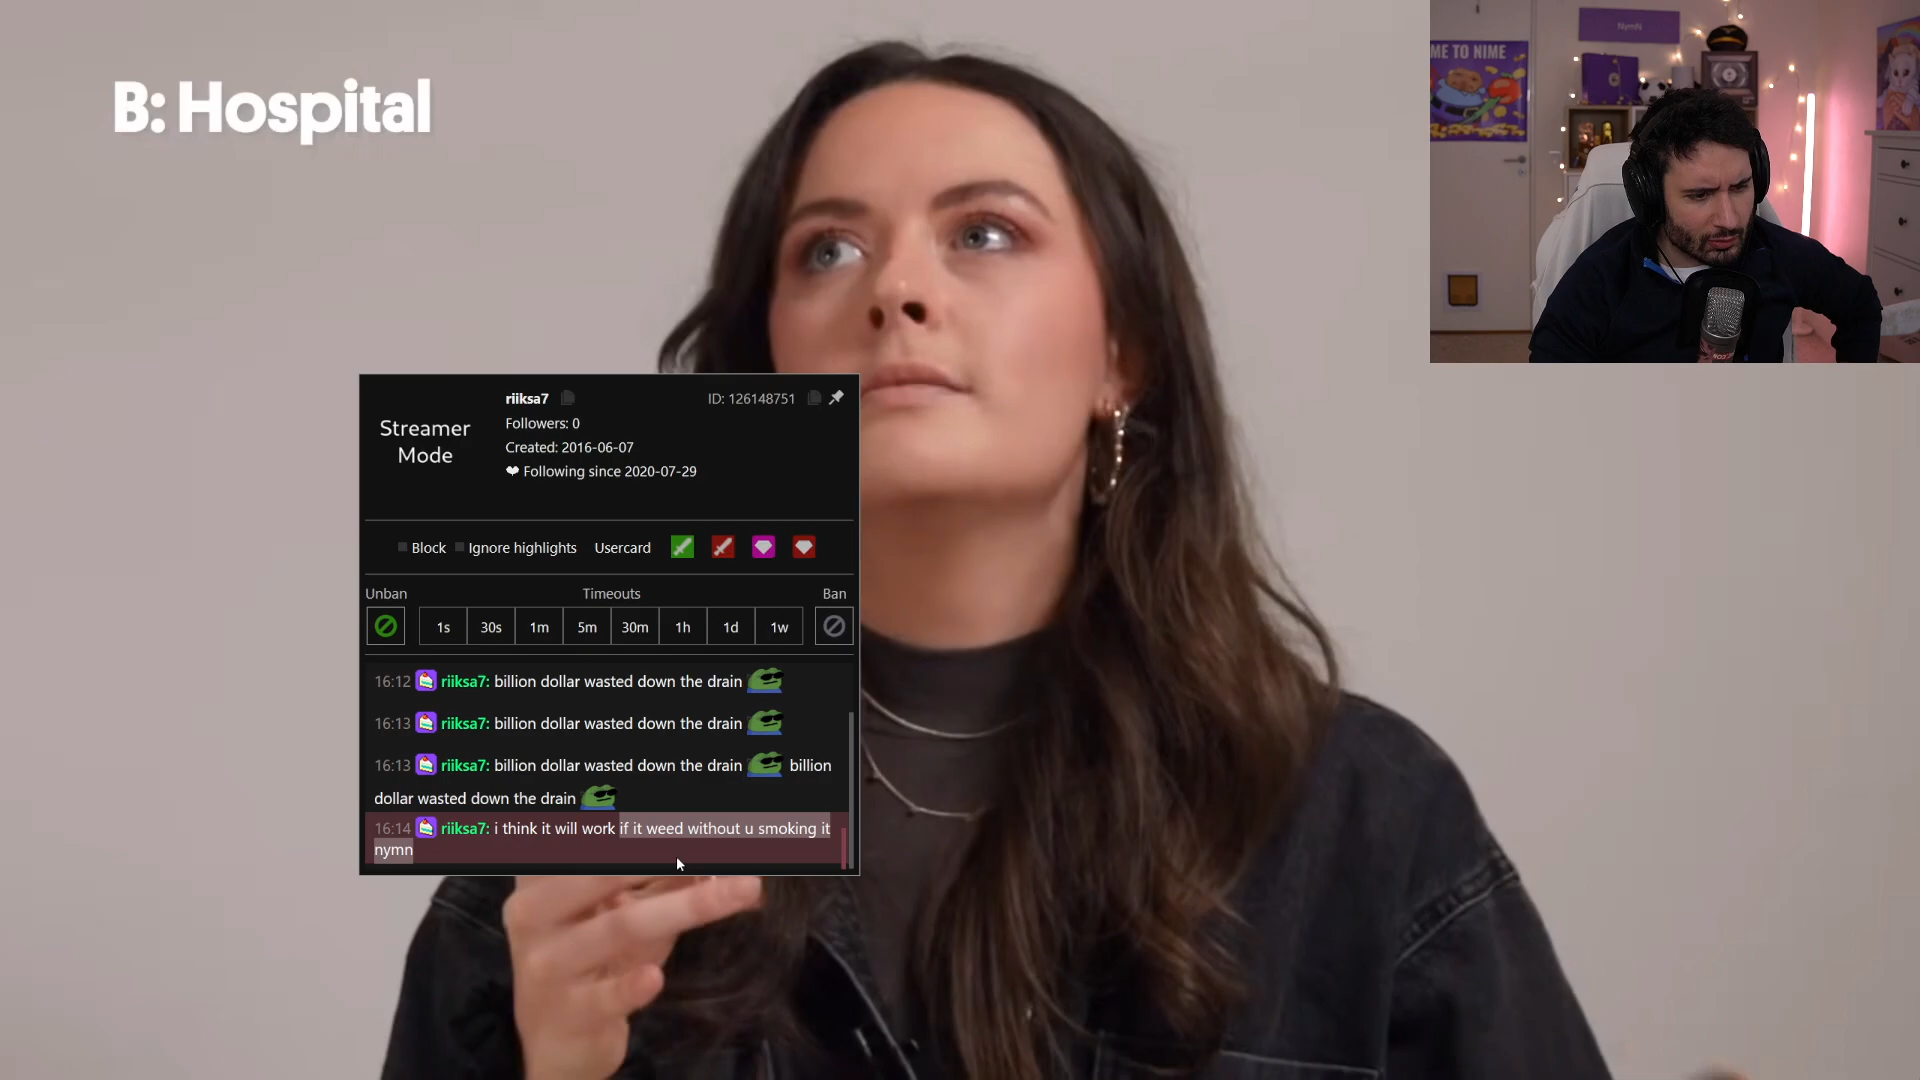 B: Hospital
NymN
ME TO NIME
Streamer
Mode
riiksa7
ID: 126148751
Followers: 0
Created: 2016-06-07
❤ Following since 2020-07-29
Block
Ignore highlights
Usercard
Unban
Timeouts
Ban
1s 30s 1m 5m 30m 1h 1d 1w
16:12 riiksa7: billion dollar wasted down the drain
16:13 riiksa7: billion dollar wasted down the drain
16:13 riiksa7: billion dollar wasted down the drain billion
dollar wasted down the drain
16:14 riiksa7: i think it will work if it weed without u smoking it
nymn